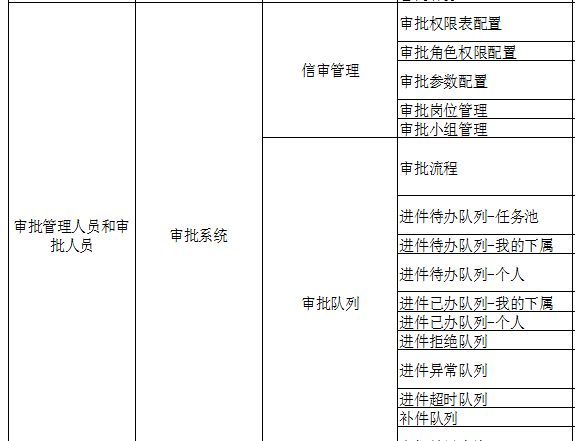 审批权限表配置
审批角色权限配置
信审管理
审批参数配置
审批岗位管理
审批小组管理
审批流程
进件待办队列-任务池
审批管理人员和审
批人员
审批系统
进件待办队列-我的下属
进件待办队列-个人
审批队列
进件已办队列-我的下属
进件已办队列-个人
进件拒绝队列
进件异常队列
进件超时队列
补件队列